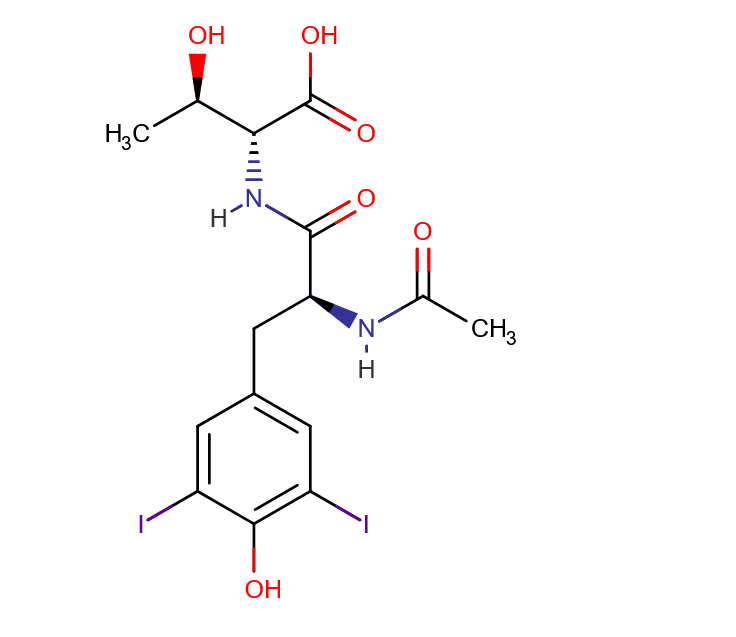 OH OH
H3C O
N O
H O
N CH3
H
I I
OH